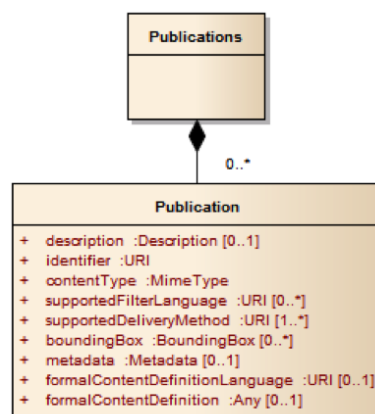 Publications
0..*
Publication
+ description :Description [0..1]
+ identifier :URI
+ contentType :MimeType
+ supportedFilterLanguage :URI [0..*]
+ supportedDeliveryMethod :URI [1..*]
+ boundingBox :BoundingBox [0..*]
+ metadata :Metadata [0..1]
+ formalContentDefinitionLanguage :URI [0..1]
+ formalContentDefinition :Any [0..1]